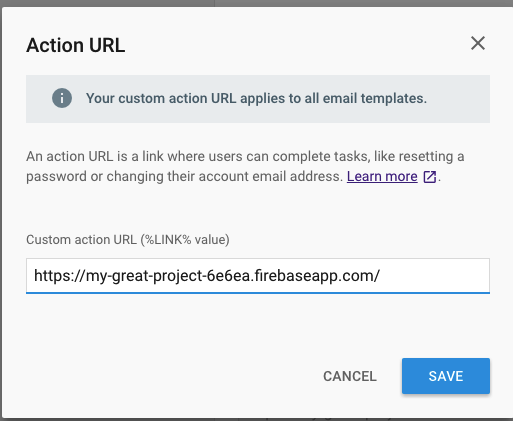 Action URL
Your custom action URL applies to all email templates.
An action URL is a link where users can complete tasks, like resetting a
password or changing their account email address. Learn more.
Custom action URL (%LINK% value)
https://my-great-project-6e6ea.firebaseapp.com/
CANCEL SAVE